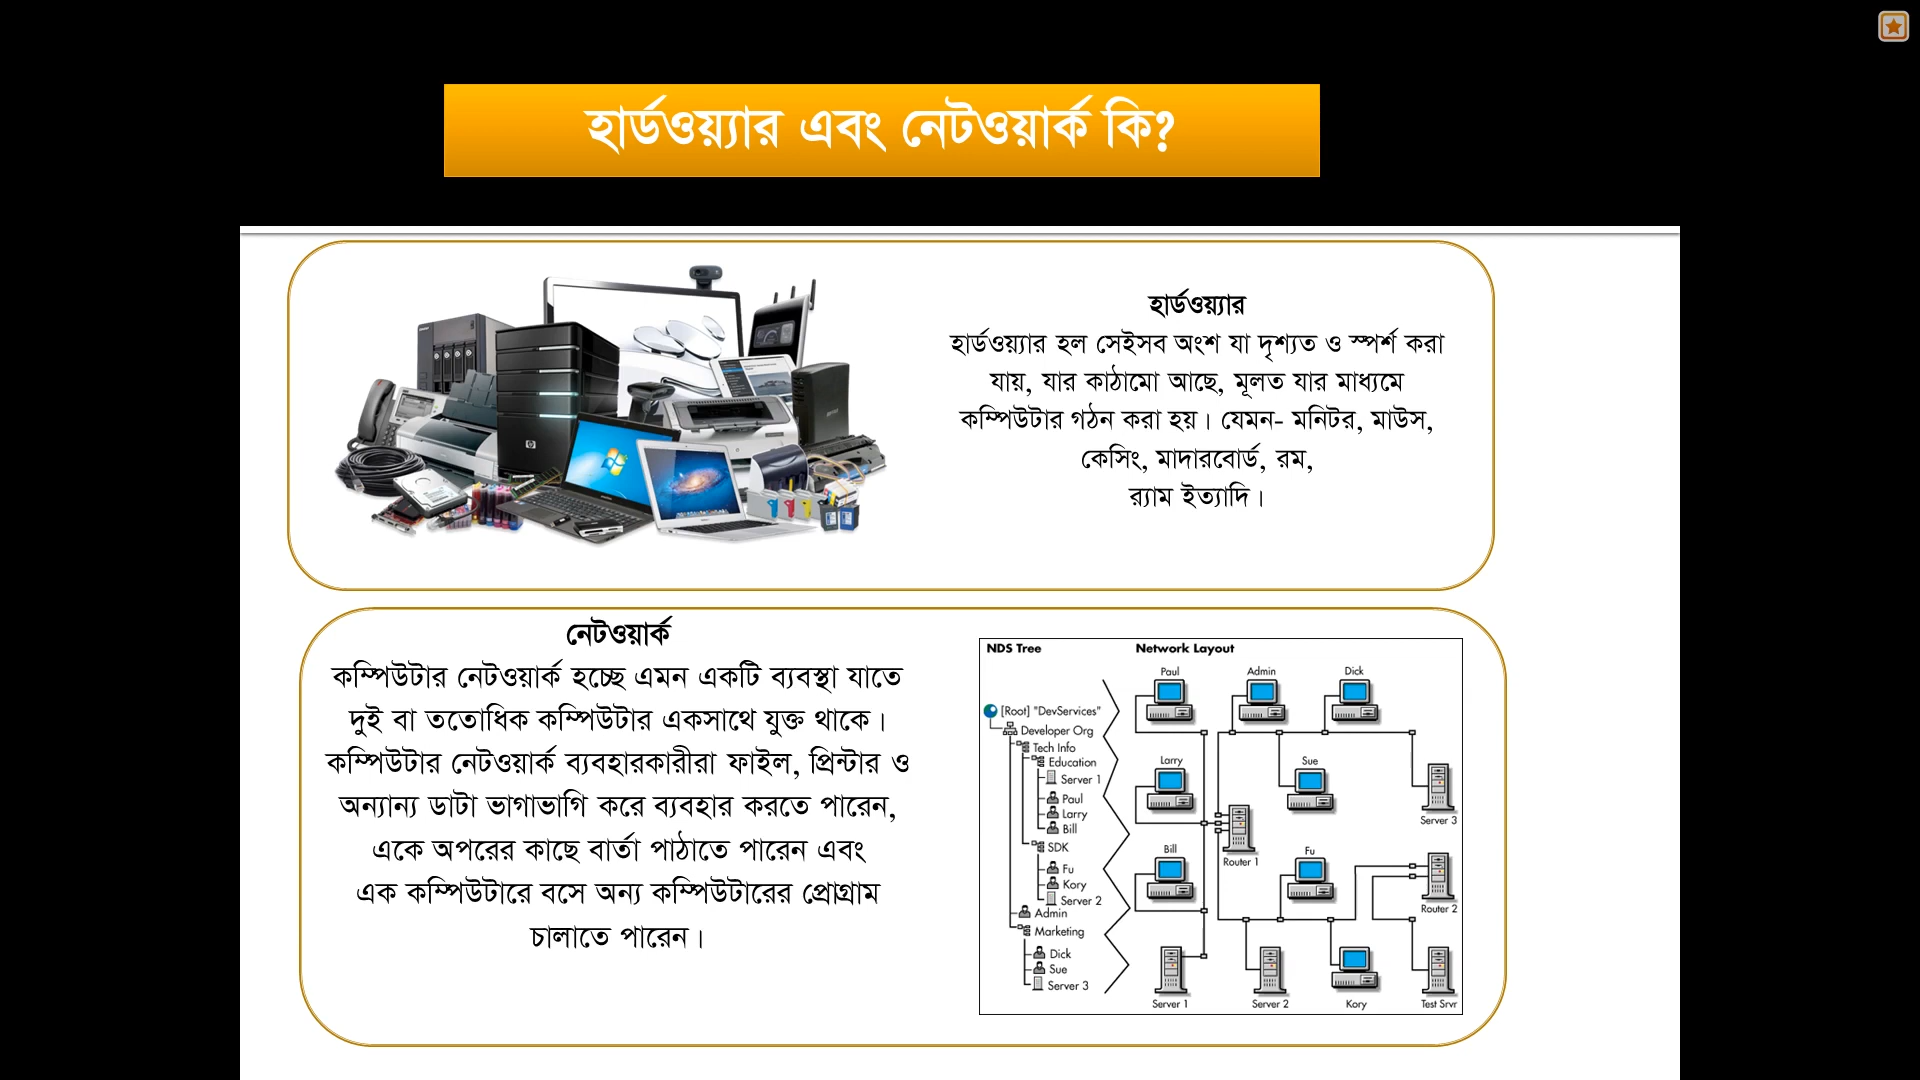 হার্ডওয়্যার এবং নেটওয়ার্ক কি?
হার্ডওয়্যার
হার্ডওয়্যার হল সেইসব অংশ যা দৃশ্যত ও স্পর্শ করা
যায়, যার কাঠামো আছে, মূলত যার মাধ্যমে
কম্পিউটার গঠন করা হয়। যেমন- মনিটর, মাউস,
কেসিং, মাদারবোর্ড, রম,
র‍্যাম ইত্যাদি।
নেটওয়ার্ক
কম্পিউটার নেটওয়ার্ক হচ্ছে এমন একটি ব্যবস্থা যাতে
দুই বা ততোধিক কম্পিউটার একসাথে যুক্ত থাকে।
কম্পিউটার নেটওয়ার্ক ব্যবহারকারীরা ফাইল, প্রিন্টার ও
অন্যান্য ডাটা ভাগাভাগি করে ব্যবহার করতে পারেন,
একে অপরের কাছে বার্তা পাঠাতে পারেন এবং
এক কম্পিউটারে বসে অন্য কম্পিউটারের প্রোগ্রাম
চালাতে পারেন।
NDS Tree
[Root] "DevServices"
Developer Org
Tech Info
Education
Server 1
Paul
Larry
Bill
SDK
Fu
Kory
Server 2
Admin
Marketing
Dick
Sue
Server 3
Network Layout
Paul
Admin
Dick
Larry
Sue
Server 3
Router 1
Bill
Fu
Router 2
Server 1
Server 2
Kory
Test Srvr